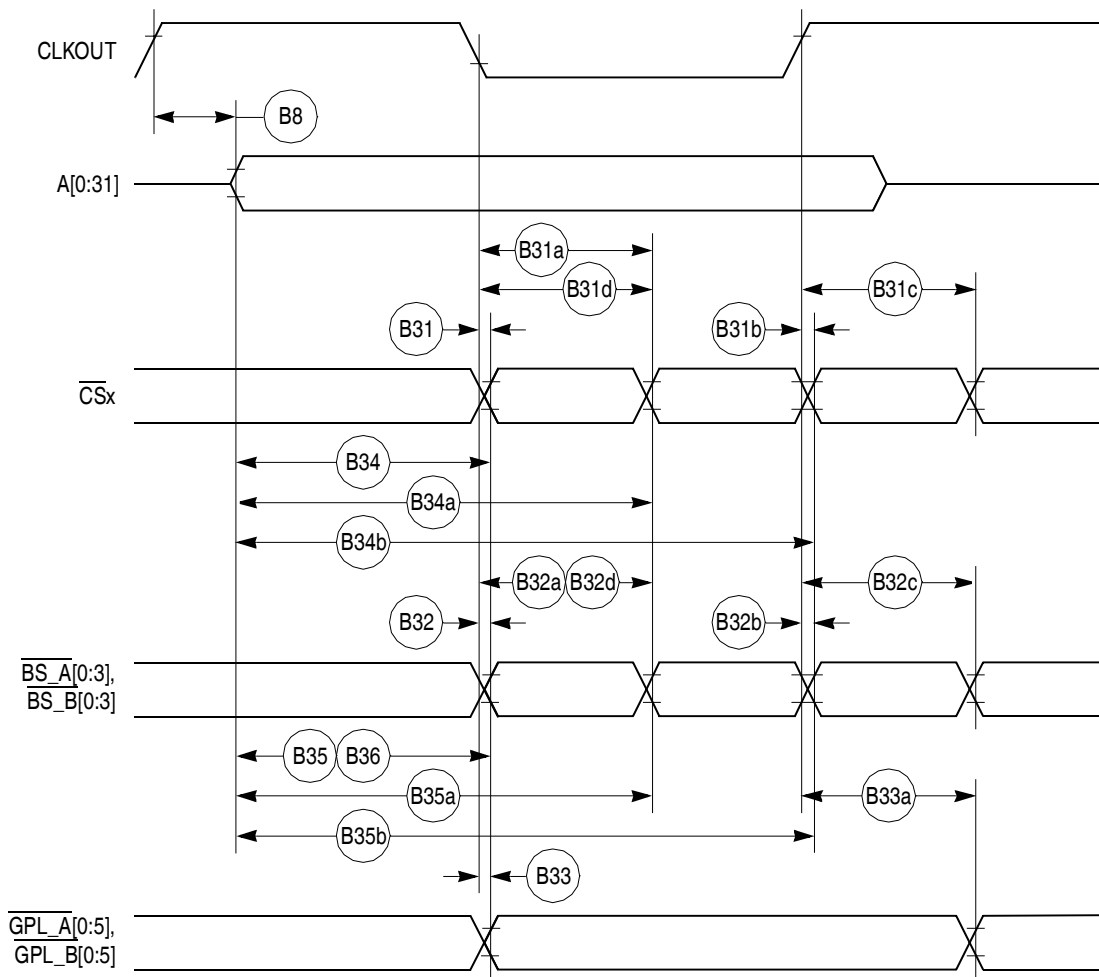 CLKOUT
B8
A[0:31]
B31a
B31d
B31c
B31
B31b
CSx
B34
B34a
B34b
B32a B32d
B32c
B32
B32b
BS_A[0:3],
BS_B[0:3]
B35 B36
B35a
B33a
B35b
B33
GPL_A[0:5],
GPL_B[0:5]